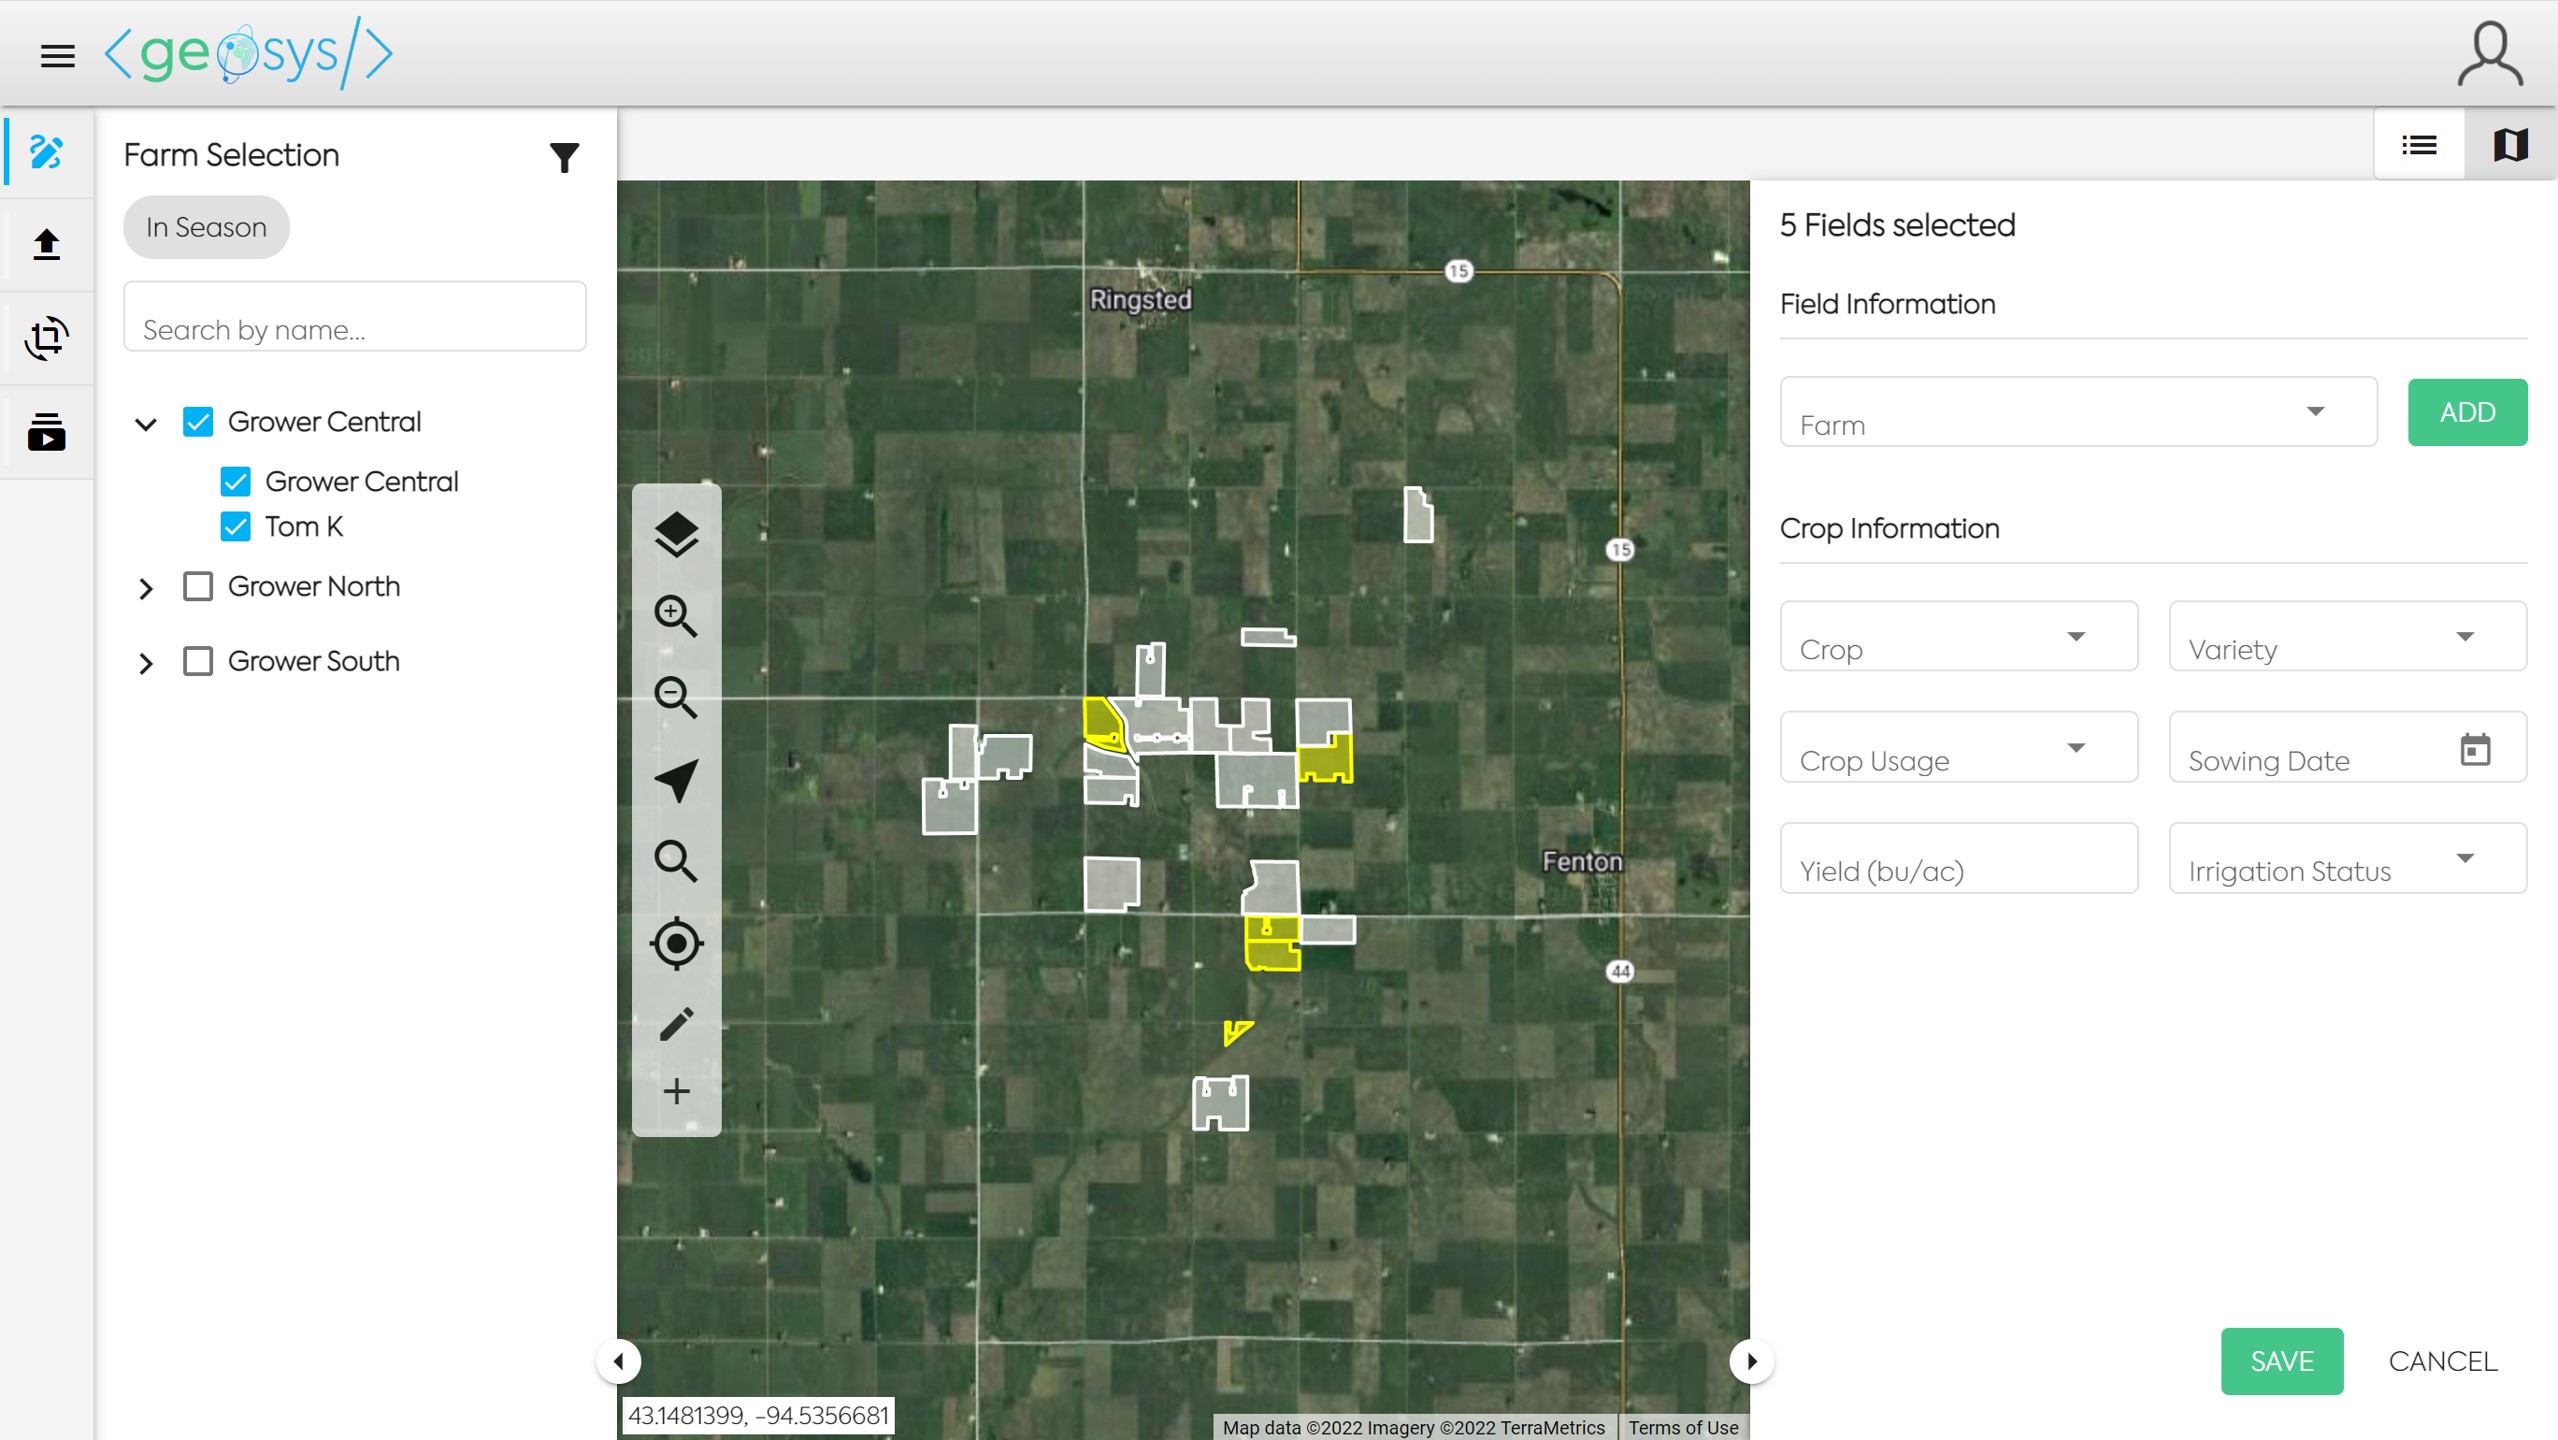 <geosys/>
Farm Selection
In Season
Search by name...
Grower Central
Grower Central
Tom K
Grower North
Grower South
Ringsted
15
15
Fenton
44
43.1481399, -94.5356681
Map data ©2022 Imagery ©2022 TerraMetrics
Terms of Use
5 Fields selected
Field Information
Farm
ADD
Crop Information
Crop
Variety
Crop Usage
Sowing Date
Yield (bu/ac)
Irrigation Status
SAVE
CANCEL